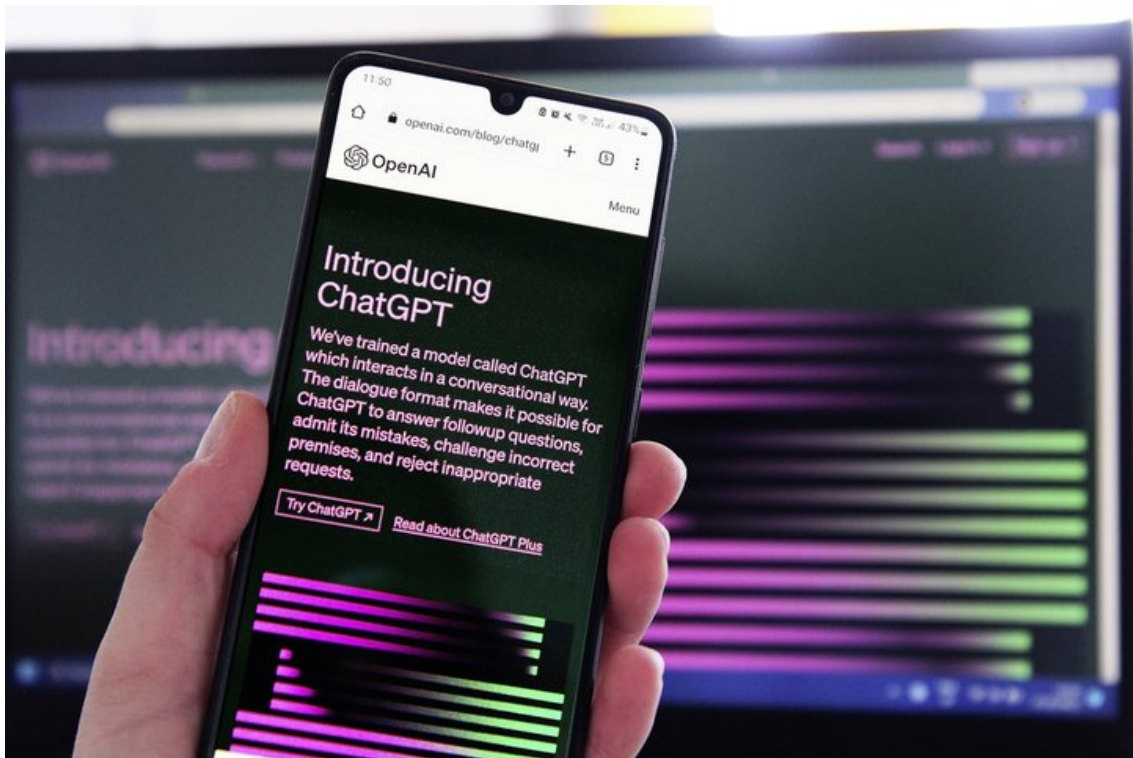 11:50
43%
openai.com/blog/chatg
OpenAI
Menu
Introducing
ChatGPT
We've trained a model called ChatGPT
which interacts in a conversational way.
The dialogue format makes it possible for
ChatGPT to answer followup questions,
admit its mistakes, challenge incorrect
premises, and reject inappropriate
requests.
Try ChatGPT ↗
Read about ChatGPT Plus
Introducing